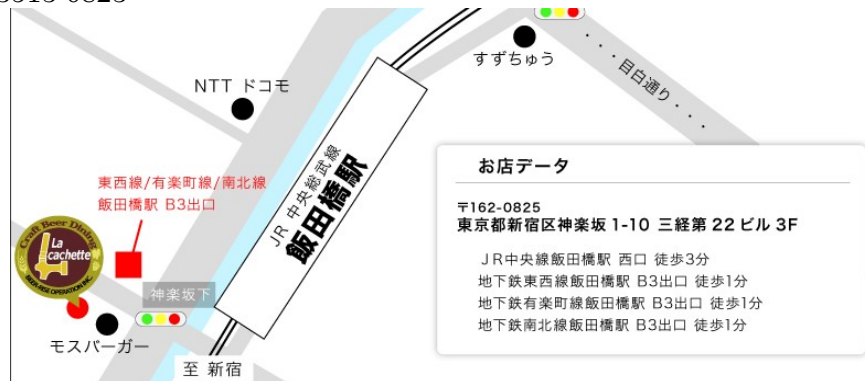 すずちゅう
・・・目白通り・・・
NTT ドコモ
JR 中央総武線
飯田橋駅
東西線/有楽町線/南北線
飯田橋駅 B3出口
Craft Beer Dining
La
cachette
BEER-RISE OPERATION INC.
神楽坂下
モスバーガー
至 新宿
お店データ
〒162-0825
東京都新宿区神楽坂 1-10 三経第 22 ビル 3F
JR中央線飯田橋駅 西口 徒歩3分
地下鉄東西線飯田橋駅 B3出口 徒歩1分
地下鉄有楽町線飯田橋駅 B3出口 徒歩1分
地下鉄南北線飯田橋駅 B3出口 徒歩1分